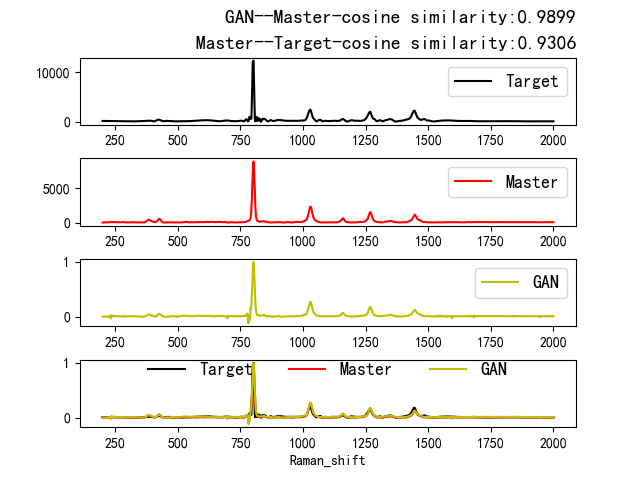 GAN--Master-cosine similarity:0.9899
Master--Target-cosine similarity:0.9306
10000
0
Target
250 500 750 1000 1250 1500 1750 2000
5000
0
Master
250 500 750 1000 1250 1500 1750 2000
1
0
GAN
250 500 750 1000 1250 1500 1750 2000
1
0
Target Master GAN
250 500 750 1000 1250 1500 1750 2000
Raman_shift